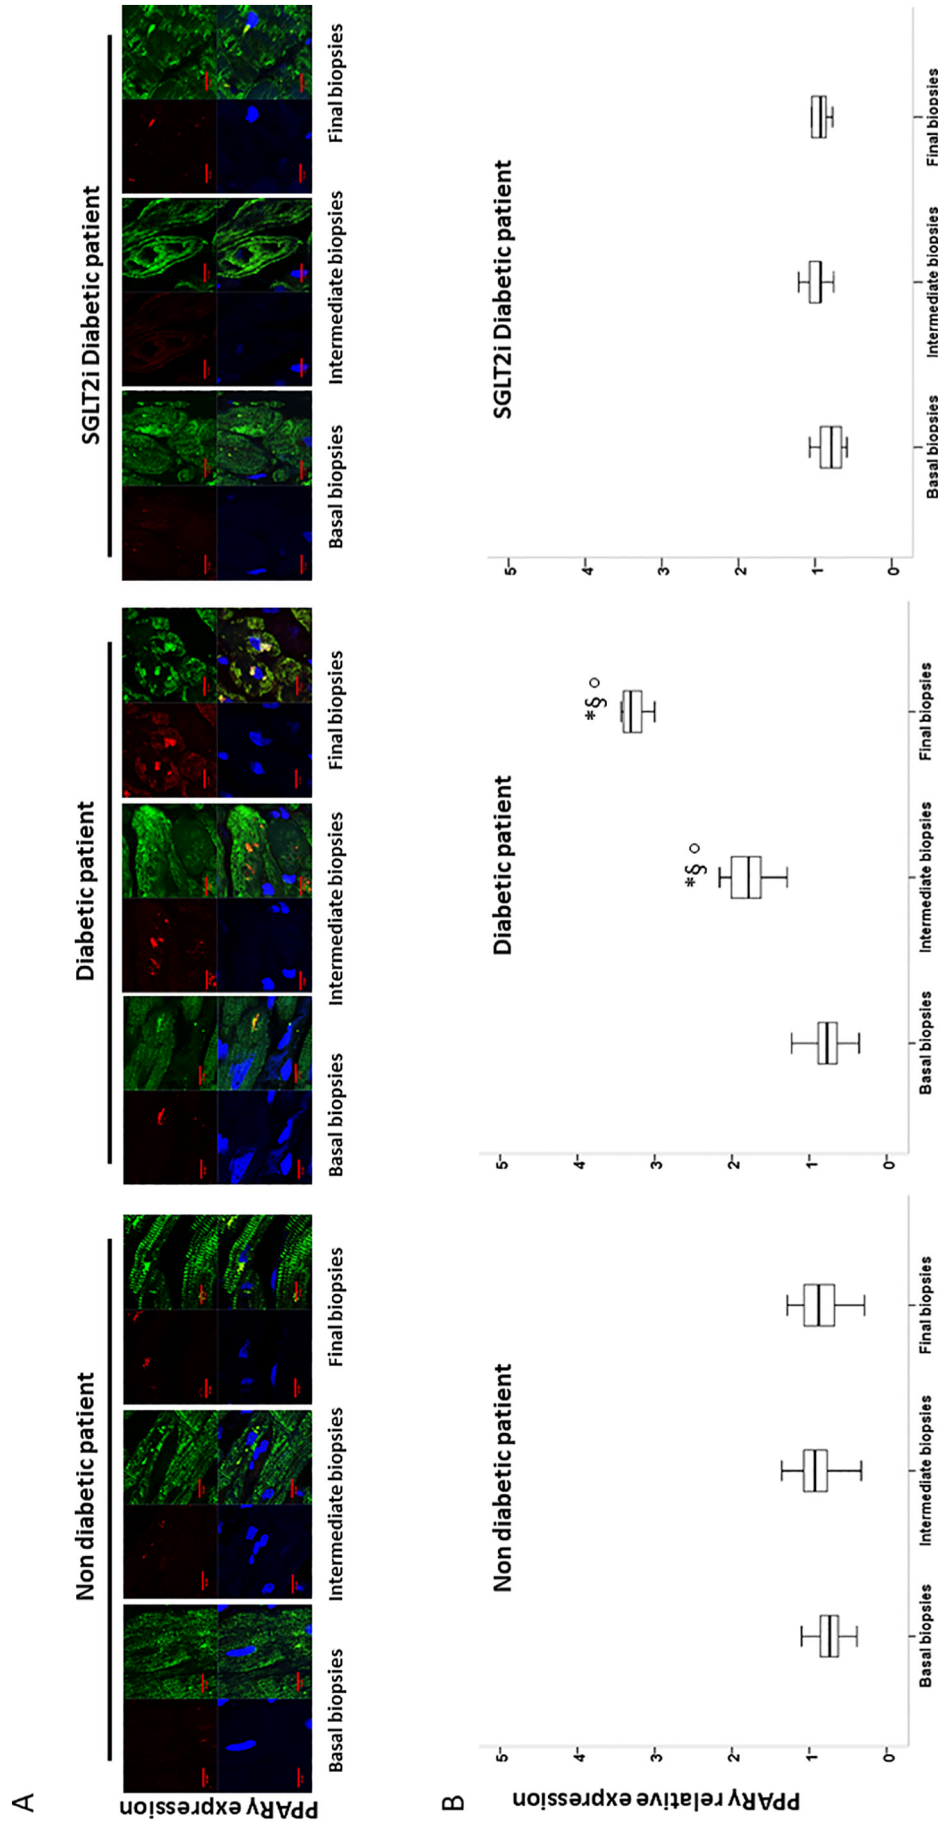 A
Non diabetic patient
Diabetic patient
SGLT2i Diabetic patient
PPARγ expression
Basal biopsies
Intermediate biopsies
Final biopsies
Basal biopsies
Intermediate biopsies
Final biopsies
Basal biopsies
Intermediate biopsies
Final biopsies
B
Non diabetic patient
Diabetic patient
SGLT2i Diabetic patient
PPARγ relative expression
5
4
3
2
1
0
Basal biopsies
Intermediate biopsies
Final biopsies
5
4
3
2
1
0
*§°
*§°
Basal biopsies
Intermediate biopsies
Final biopsies
5
4
3
2
1
0
Basal biopsies
Intermediate biopsies
Final biopsies